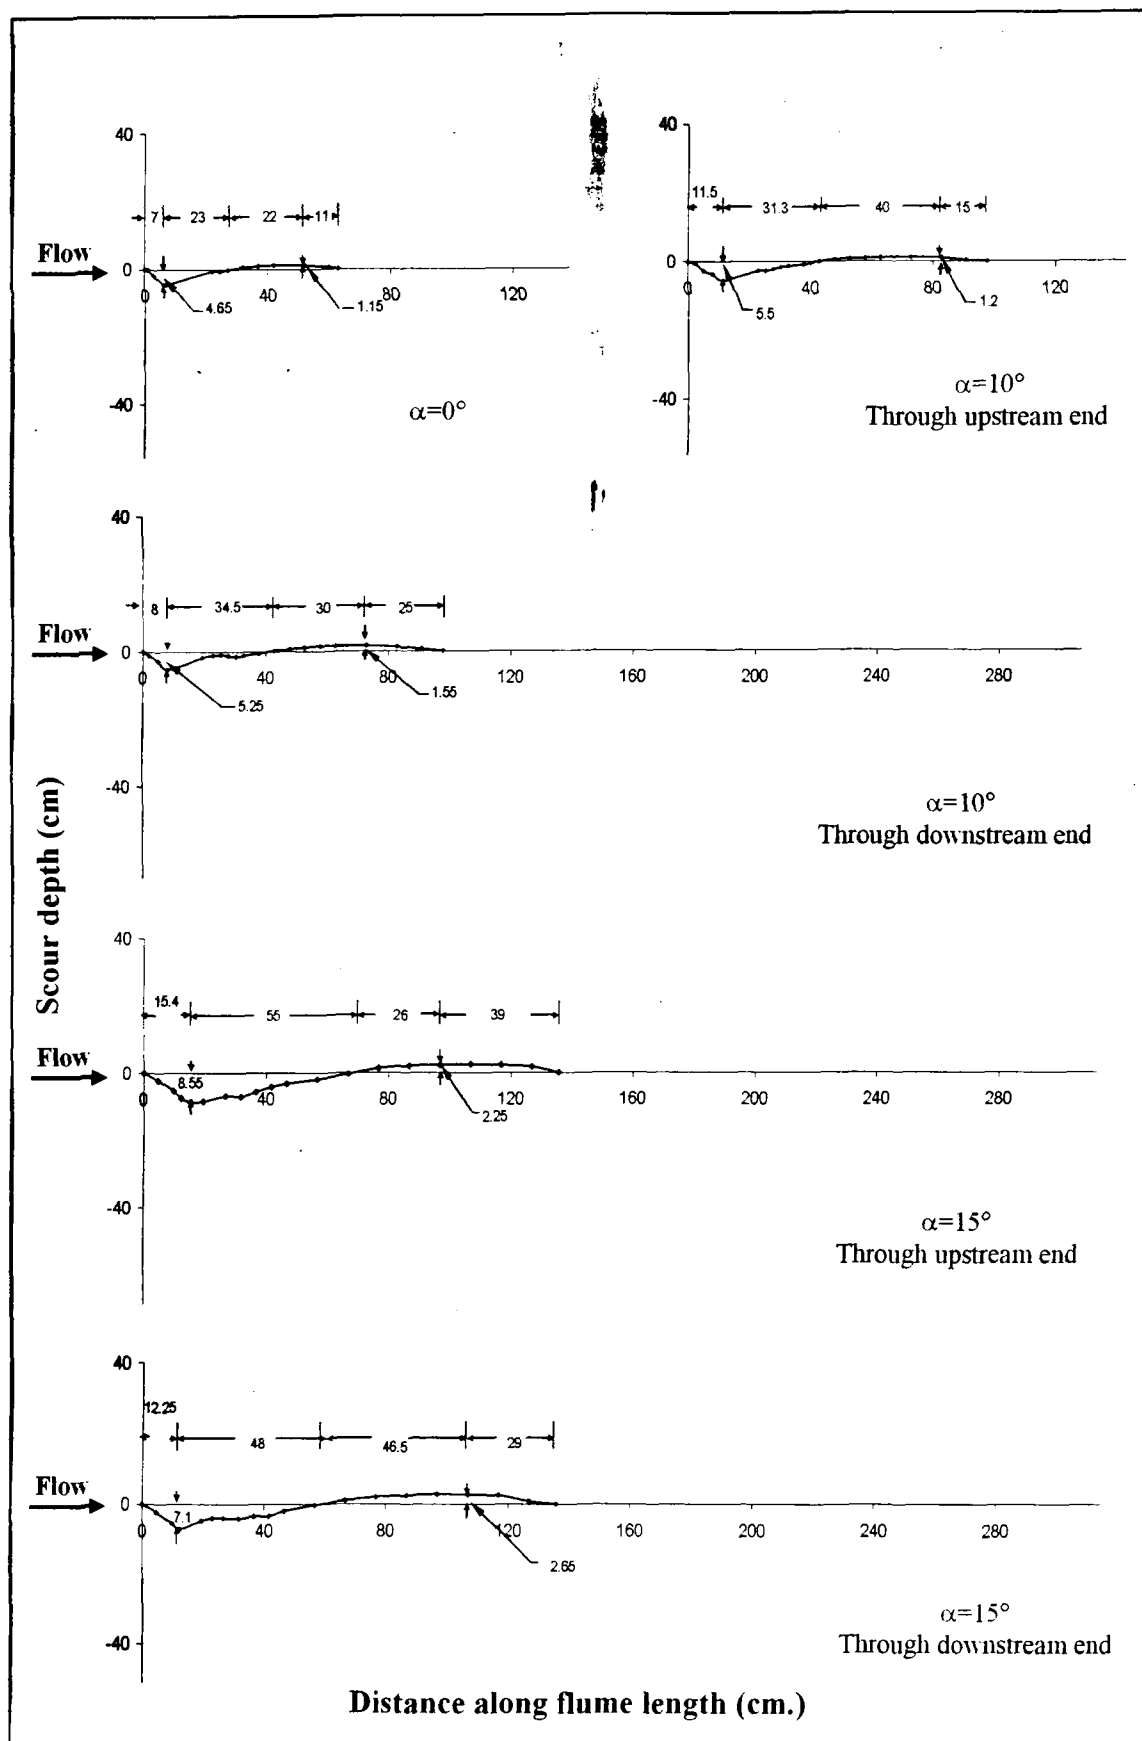 40
7 23 22 11
Flow
0
0 40 80 120
4.65
1.15
-40
α=0°
40
11.5
31.3 40 15
0
0 40 80 120
5.5
1.2
-40
α=10°
Through upstream end
40
8 34.5 30 25
Flow
0
0 40 80 120 160 200 240 280
5.25
1.55
-40
α=10°
Through downstream end
Scour depth (cm)
40
15.4
55 26 39
Flow
0
8.55
0 40 80 120 160 200 240 280
2.25
-40
α=15°
Through upstream end
40
12.25
48 46.5 29
Flow
0
7.1
0 40 80 120 160 200 240 280
2.65
-40
α=15°
Through downstream end
Distance along flume length (cm.)